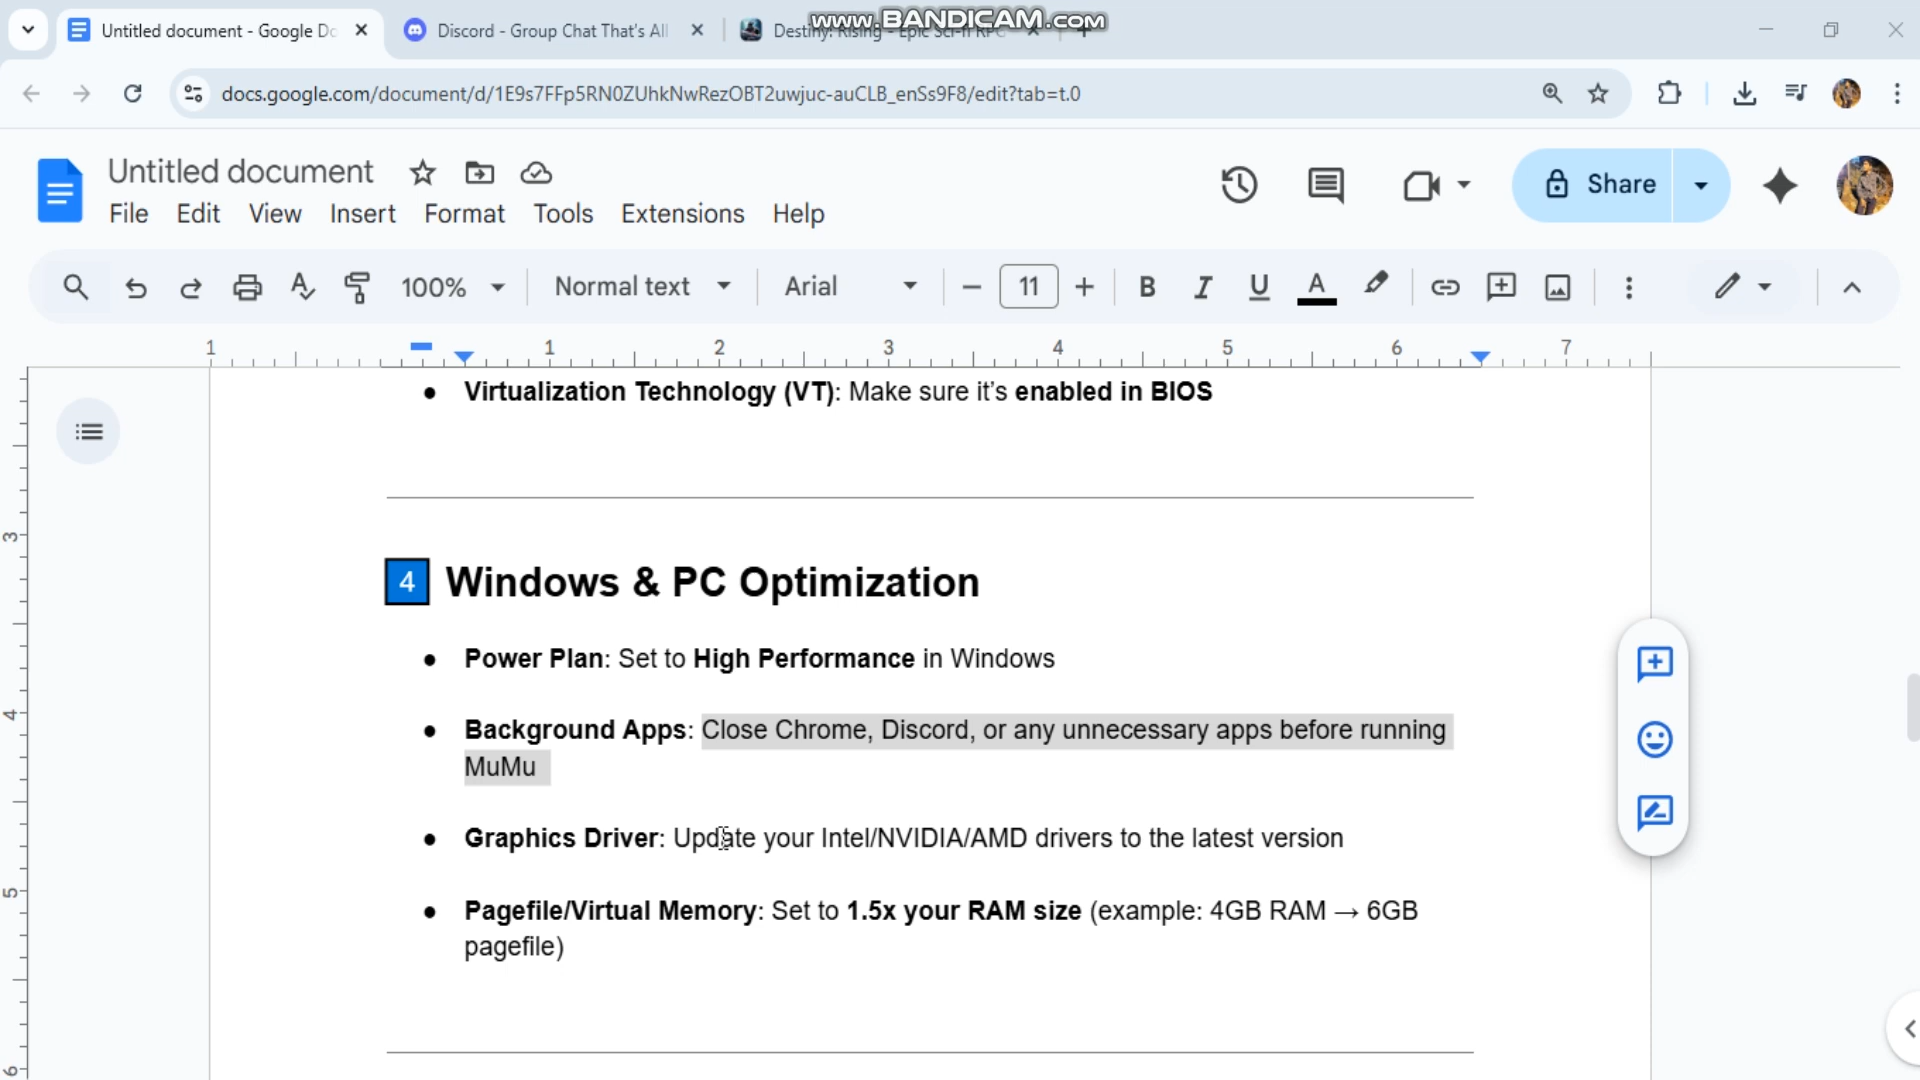 www.BANDICAM.com
Untitled document - Google Do
Discord - Group Chat That's All
Destiny: Rising - Epic Sci-fi RPG
docs.google.com/document/d/1E9s7FFp5RN0ZUhkNwRezOBT2uwjuc-auCLB_enSs9F8/edit?tab=t.0
Untitled document
File Edit View Insert Format Tools Extensions Help
Share
100% Normal text Arial 11 B I U A
1 1 2 3 4 5 6 7
3
4
5
6
● Virtualization Technology (VT): Make sure it's enabled in BIOS
4 Windows & PC Optimization
● Power Plan: Set to High Performance in Windows
● Background Apps: Close Chrome, Discord, or any unnecessary apps before running
MuMu
● Graphics Driver: Update your Intel/NVIDIA/AMD drivers to the latest version
● Pagefile/Virtual Memory: Set to 1.5x your RAM size (example: 4GB RAM → 6GB
pagefile)